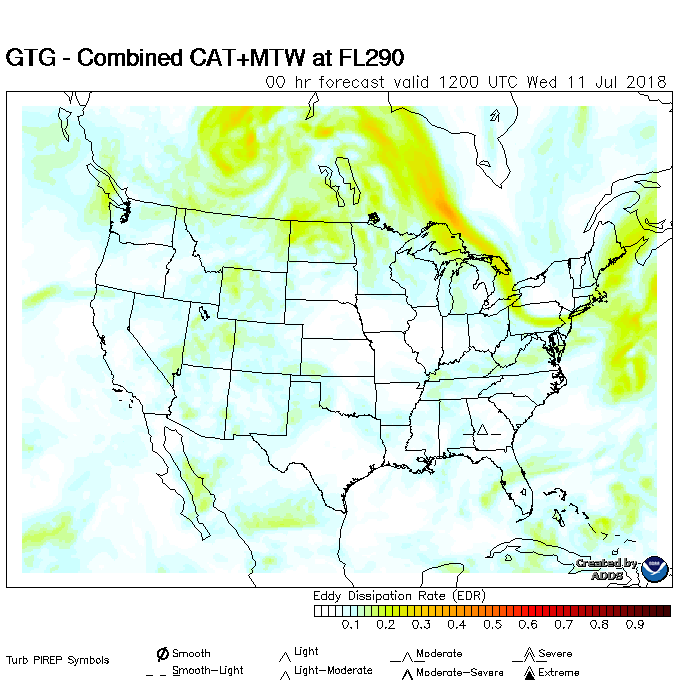 GTG - Combined CAT+MTW at FL290
00 hr forecast valid 1200 UTC Wed 11 Jul 2018
Created by
ADDS
Eddy Dissipation Rate (EDR)
0.1 0.2 0.3 0.4 0.5 0.6 0.7 0.8 0.9
Turb PIREP Symbols
Smooth
Light
Moderate
Severe
Smooth-Light
Light-Moderate
Moderate-Severe
Extreme